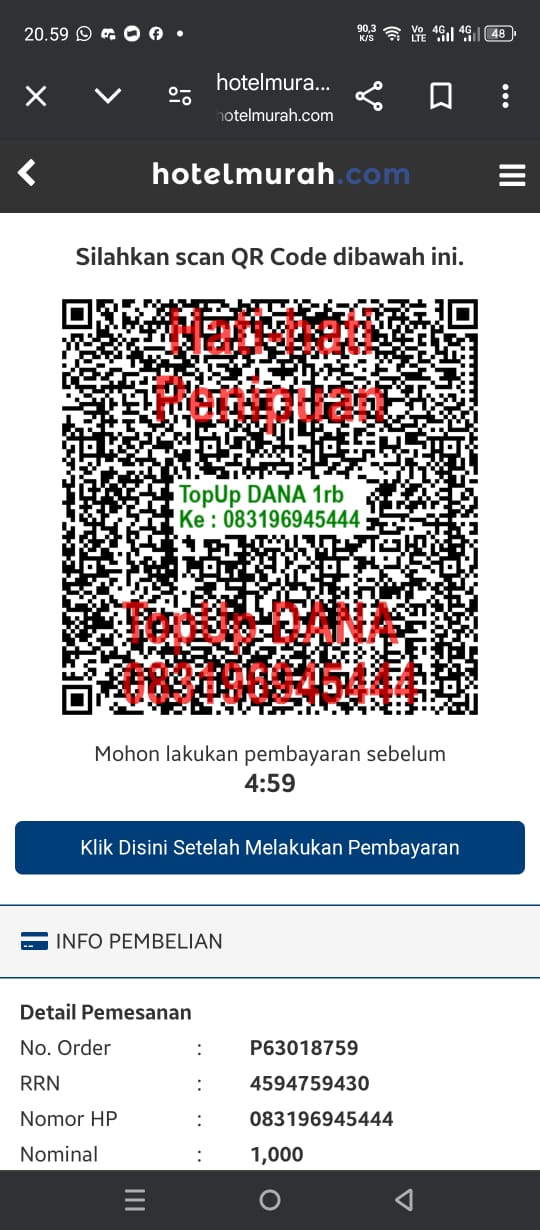 20.59
90,3 K/S
Vo LTE 4G 4G 48
hotelmura...
hotelmurah.com
hotelmurah.com
Silahkan scan QR Code dibawah ini.
Hati-hati
Penipuan
TopUp DANA 1rb
Ke : 083196945444
TopUp DANA
083196945444
Mohon lakukan pembayaran sebelum
4:59
Klik Disini Setelah Melakukan Pembayaran
INFO PEMBELIAN
Detail Pemesanan
No. Order : P63018759
RRN : 4594759430
Nomor HP : 083196945444
Nominal : 1,000